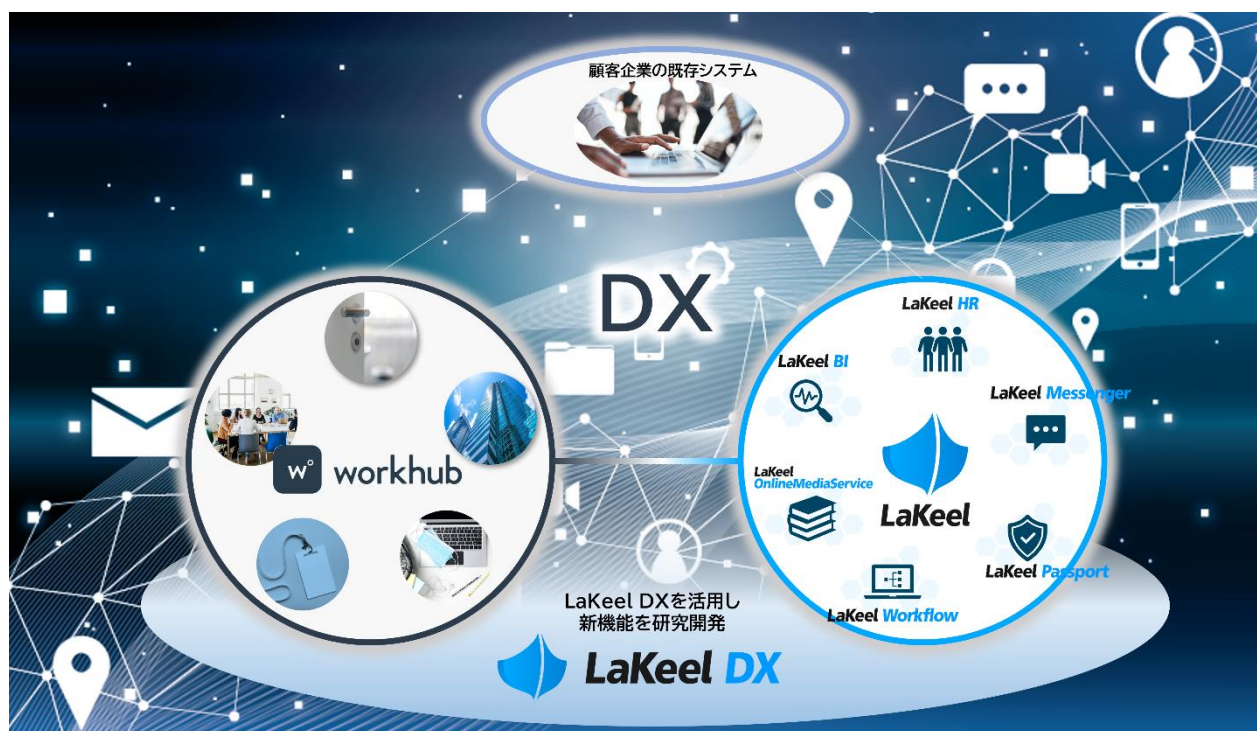 顧客企業の既存システム
DX
LaKeel HR
LaKeel BI
LaKeel Messenger
w°
workhub
LaKeel
OnlineMediaService
LaKeel
LaKeel Passport
LaKeel Workflow
LaKeel DXを活用し
新機能を研究開発
LaKeel DX